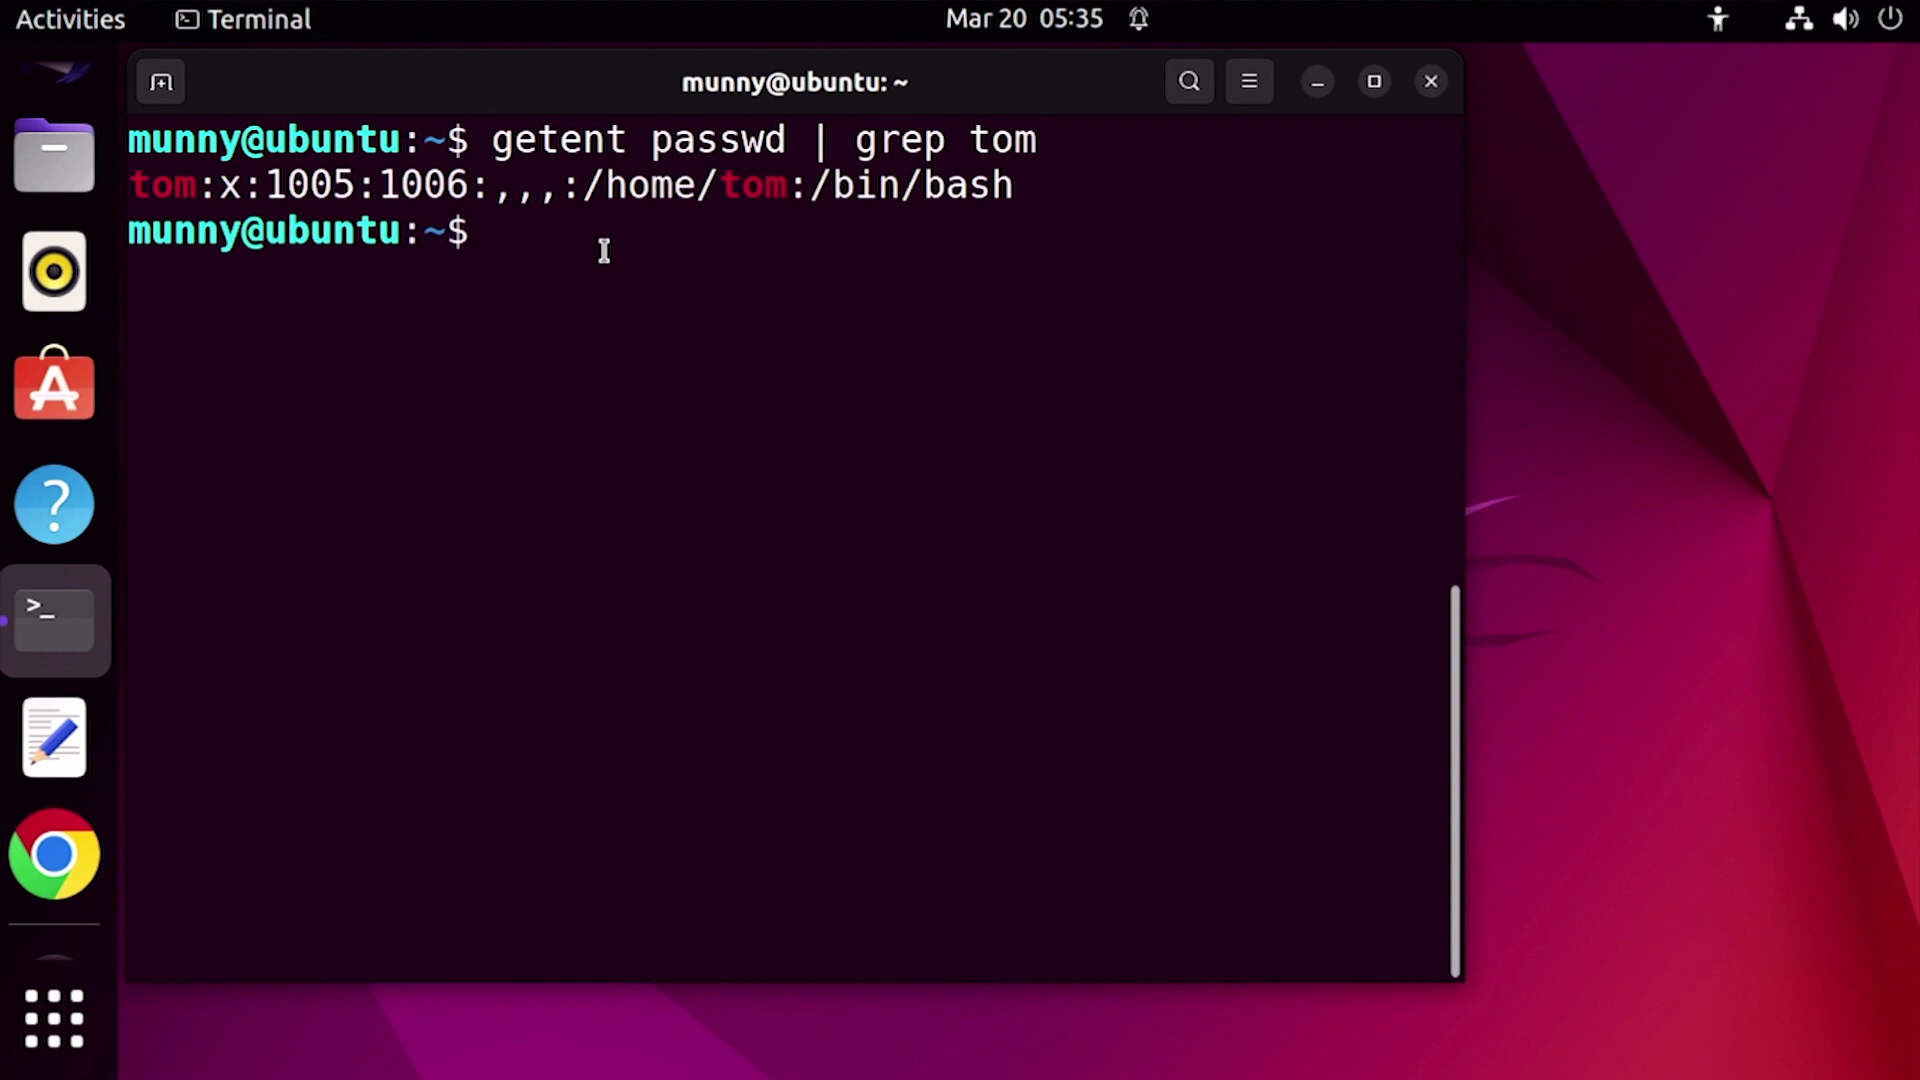 Activities Terminal Mar 20 05:35
munny@ubuntu: ~
munny@ubuntu:~$ getent passwd | grep tom
tom:x:1005:1006:,,,:/home/tom:/bin/bash
munny@ubuntu:~$